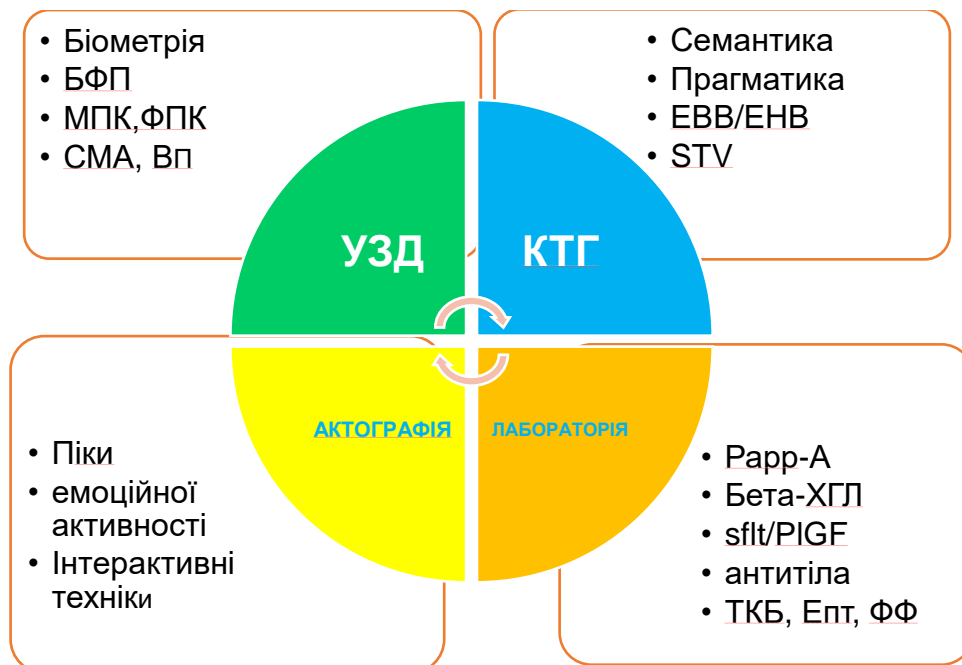 • Біометрія
• БФП
• МПК,ФПК
• СМА, Вп
• Семантика
• Прагматика
• ЕВВ/ЕНВ
• STV
УЗД
КТГ
АКТОГРАФІЯ
ЛАБОРАТОРІЯ
• Піки
• емоційної
активності
• Інтерактивні
техніки
• Papp-A
• Бета-ХГЛ
• sflt/PlGF
• антитіла
• ТКБ, Епт, ФФ